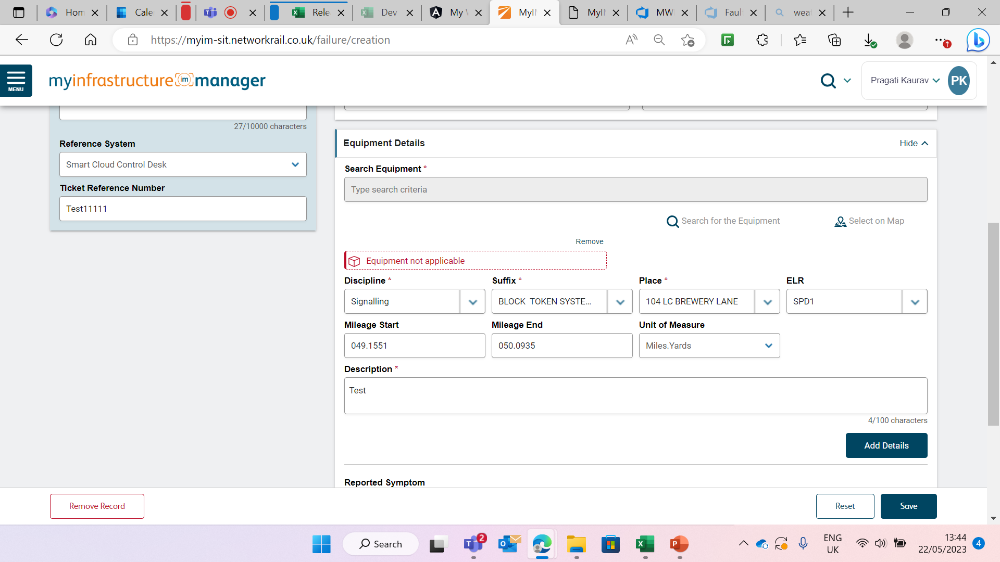 Hom
Cale
Rele
Dev
My
MyI
MyI
MW
Faul
wea
https://myim-sit.networkrail.co.uk/failure/creation
MENU
myinfrastructure im manager
Pragati Kaurav
PK
27/10000 characters
Reference System
Smart Cloud Control Desk
Ticket Reference Number
Test11111
Equipment Details
Hide
Search Equipment *
Type search criteria
Search for the Equipment
Select on Map
Remove
Equipment not applicable
Discipline *
Suffix *
Place *
ELR
Signalling
BLOCK  TOKEN SYSTE...
104 LC BREWERY LANE
SPD1
Mileage Start
Mileage End
Unit of Measure
049.1551
050.0935
Miles.Yards
Description *
Test
4/100 characters
Add Details
Reported Symptom
Remove Record
Reset
Save
Search
2
ENG
UK
13:44
22/05/2023
4